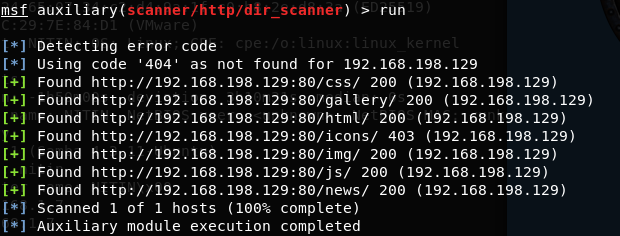 msf auxiliary(scanner/http/dir_scanner) > run
[*] Detecting error code
[*] Using code '404' as not found for 192.168.198.129
[+] Found http://192.168.198.129:80/css/ 200 (192.168.198.129)
[+] Found http://192.168.198.129:80/gallery/ 200 (192.168.198.129)
[+] Found http://192.168.198.129:80/html/ 200 (192.168.198.129)
[+] Found http://192.168.198.129:80/icons/ 403 (192.168.198.129)
[+] Found http://192.168.198.129:80/img/ 200 (192.168.198.129)
[+] Found http://192.168.198.129:80/js/ 200 (192.168.198.129)
[+] Found http://192.168.198.129:80/news/ 200 (192.168.198.129)
[*] Scanned 1 of 1 hosts (100% complete)
[*] Auxiliary module execution completed